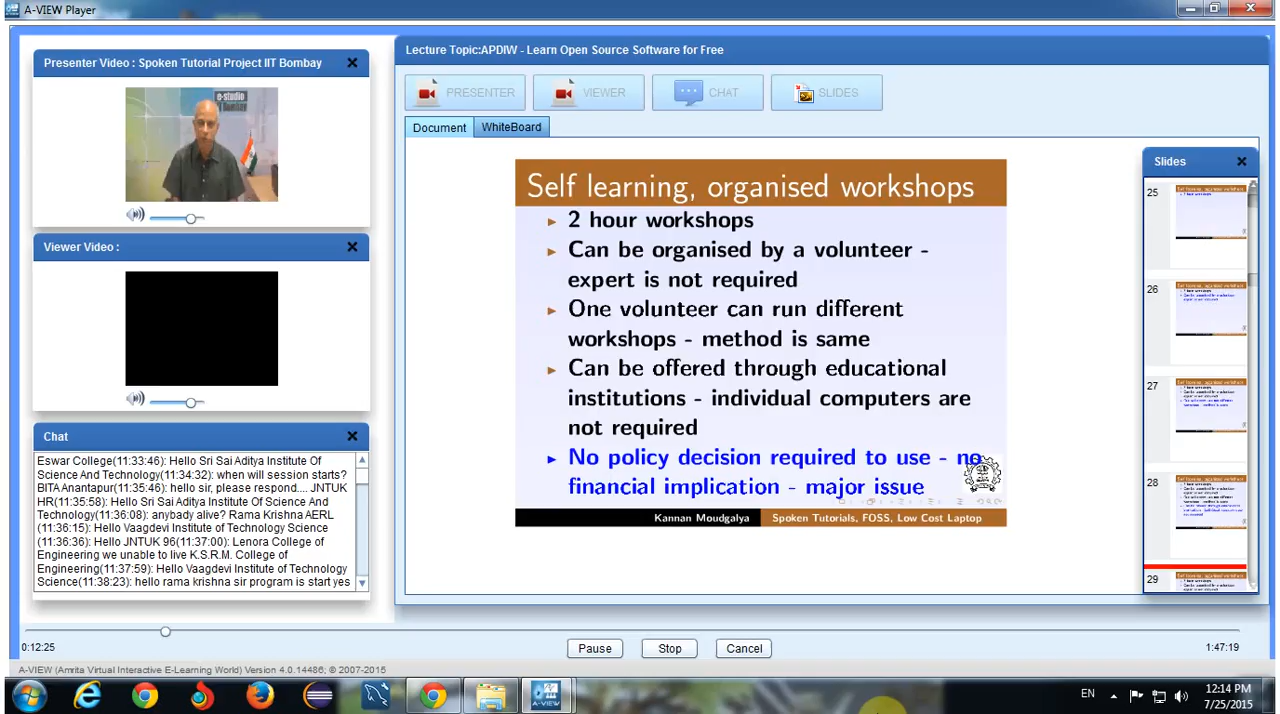 A-VIEW Player
Presenter Video : Spoken Tutorial Project IIT Bombay
e-studio
Viewer Video :
Chat
Eswar College(11:33:46): Hello Sri Sai Aditya Institute Of
Science And Technology(11:34:32): when will session starts?
BITA Anantapur(11:35:46): hello sir, please respond.... JNTUK
HR(11:35:58): Hello Sri Sai Aditya Institute Of Science And
Technology(11:36:08): anybady alive? Rama Krishna AERL
(11:36:15): Hello Vaagdevi Institute of Technology Science
(11:36:36): Hello JNTUK 96(11:37:00): Lenora College of
Engineering we unable to live K.S.R.M. College of
Engineering(11:37:59): Hello Vaagdevi Institute of Technology
Science(11:38:23): hello rama krishna sir program is start yes
Lecture Topic:APDIW - Learn Open Source Software for Free
PRESENTER
VIEWER
CHAT
SLIDES
Document
WhiteBoard
Self learning, organised workshops
2 hour workshops
Can be organised by a volunteer -
expert is not required
One volunteer can run different
workshops - method is same
Can be offered through educational
institutions - individual computers are
not required
No policy decision required to use - no
financial implication - major issue
Kannan Moudgalya
Spoken Tutorials, FOSS, Low Cost Laptop
Slides
25
26
27
28
29
0:12:25
1:47:19
Pause
Stop
Cancel
A-VIEW (Amrita Virtual Interactive E-Learning World) Version 4.0.14486; ® 2007-2015
A-VIEW
EN
12:14 PM
7/25/2015